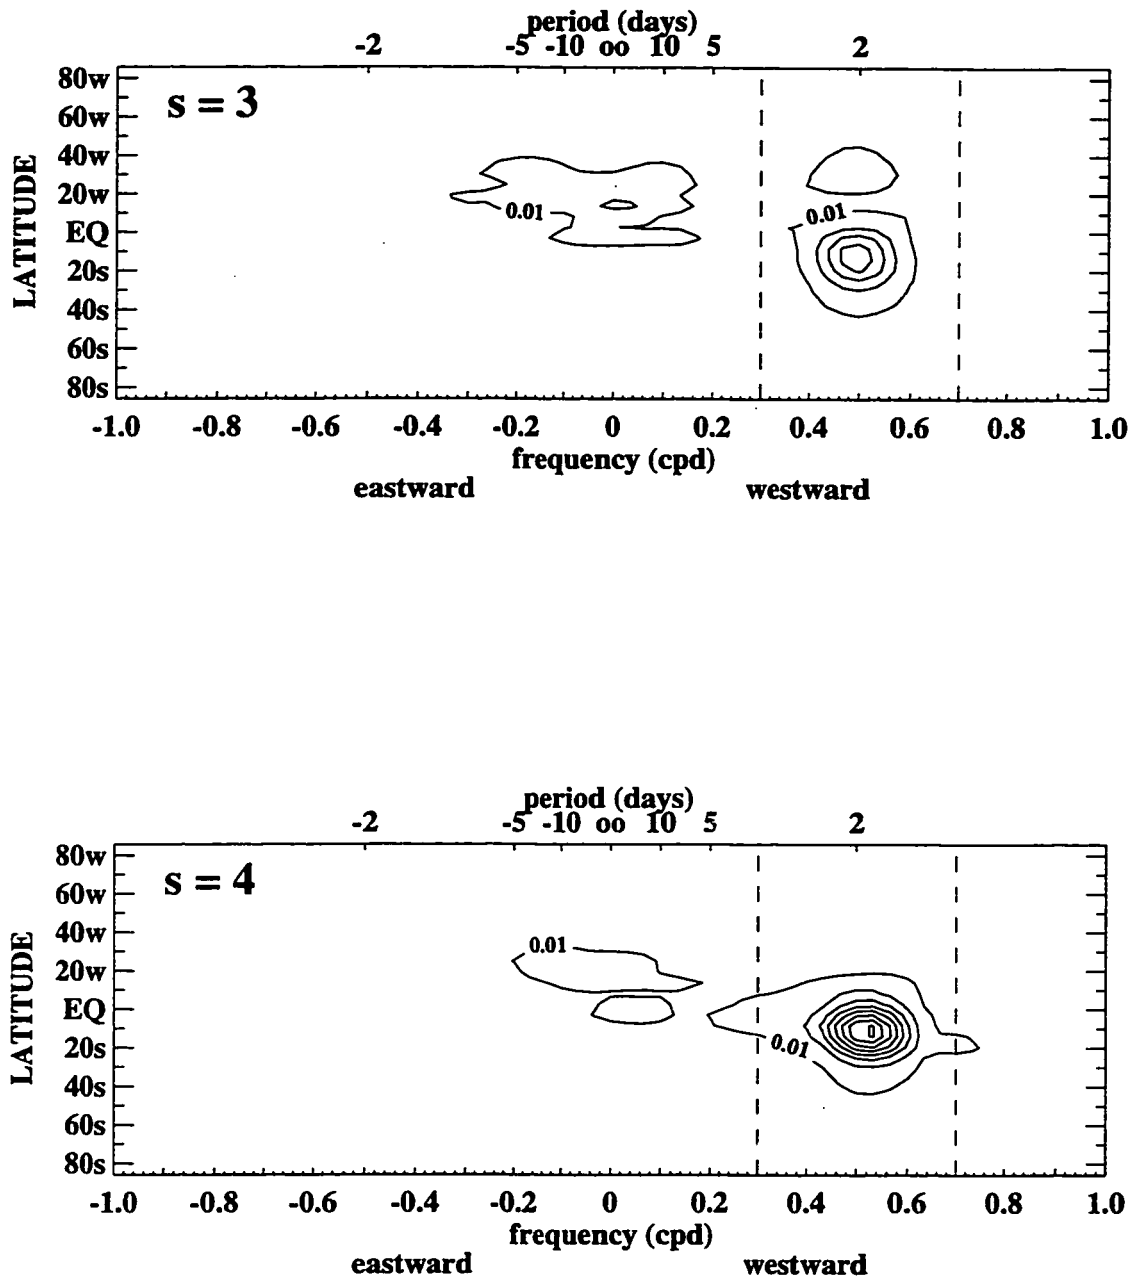 period (days)
-2 -5 -10 oo 10 5 2
80w
s = 3
60w
40w
20w
EQ
20s
40s
60s
80s
LATITUDE
0.01
0.01
-1.0 -0.8 -0.6 -0.4 -0.2 0 0.2 0.4 0.6 0.8 1.0
frequency (cpd)
eastward westward
period (days)
-2 -5 -10 oo 10 5 2
80w
s = 4
60w
40w
20w
EQ
20s
40s
60s
80s
LATITUDE
0.01
0.01
-1.0 -0.8 -0.6 -0.4 -0.2 0 0.2 0.4 0.6 0.8 1.0
frequency (cpd)
eastward westward